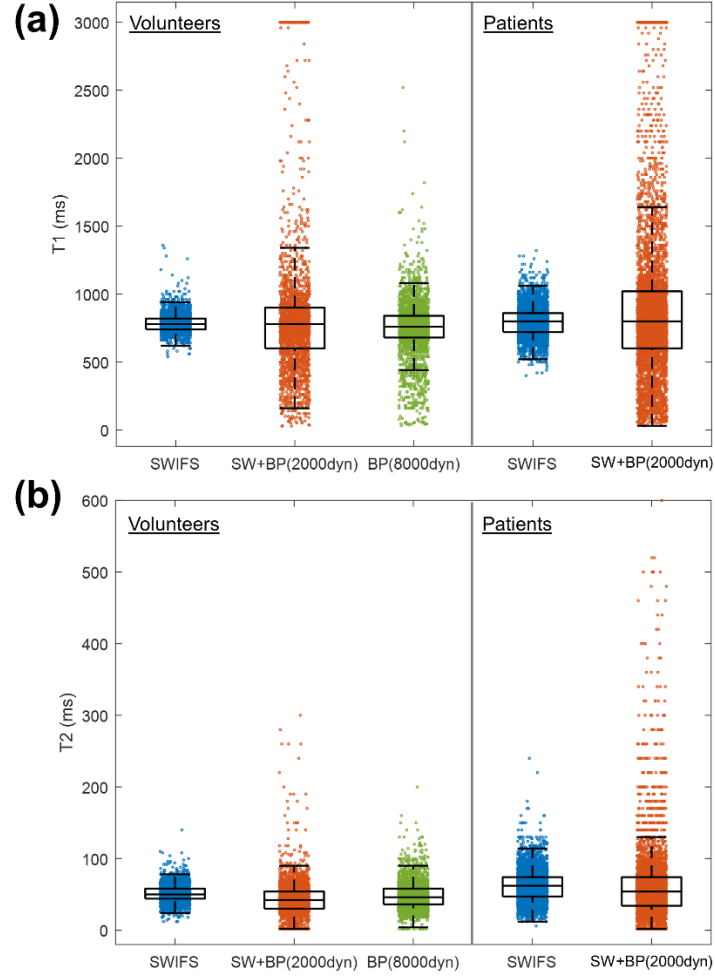 (a)
Volunteers
Patients
3000
2500
2000
1500
1000
500
0
T1 (ms)
SWIFS
SW+BP(2000dyn)
BP(8000dyn)
SWIFS
SW+BP(2000dyn)
(b)
Volunteers
Patients
600
500
400
300
200
100
0
T2 (ms)
SWIFS
SW+BP(2000dyn)
BP(8000dyn)
SWIFS
SW+BP(2000dyn)